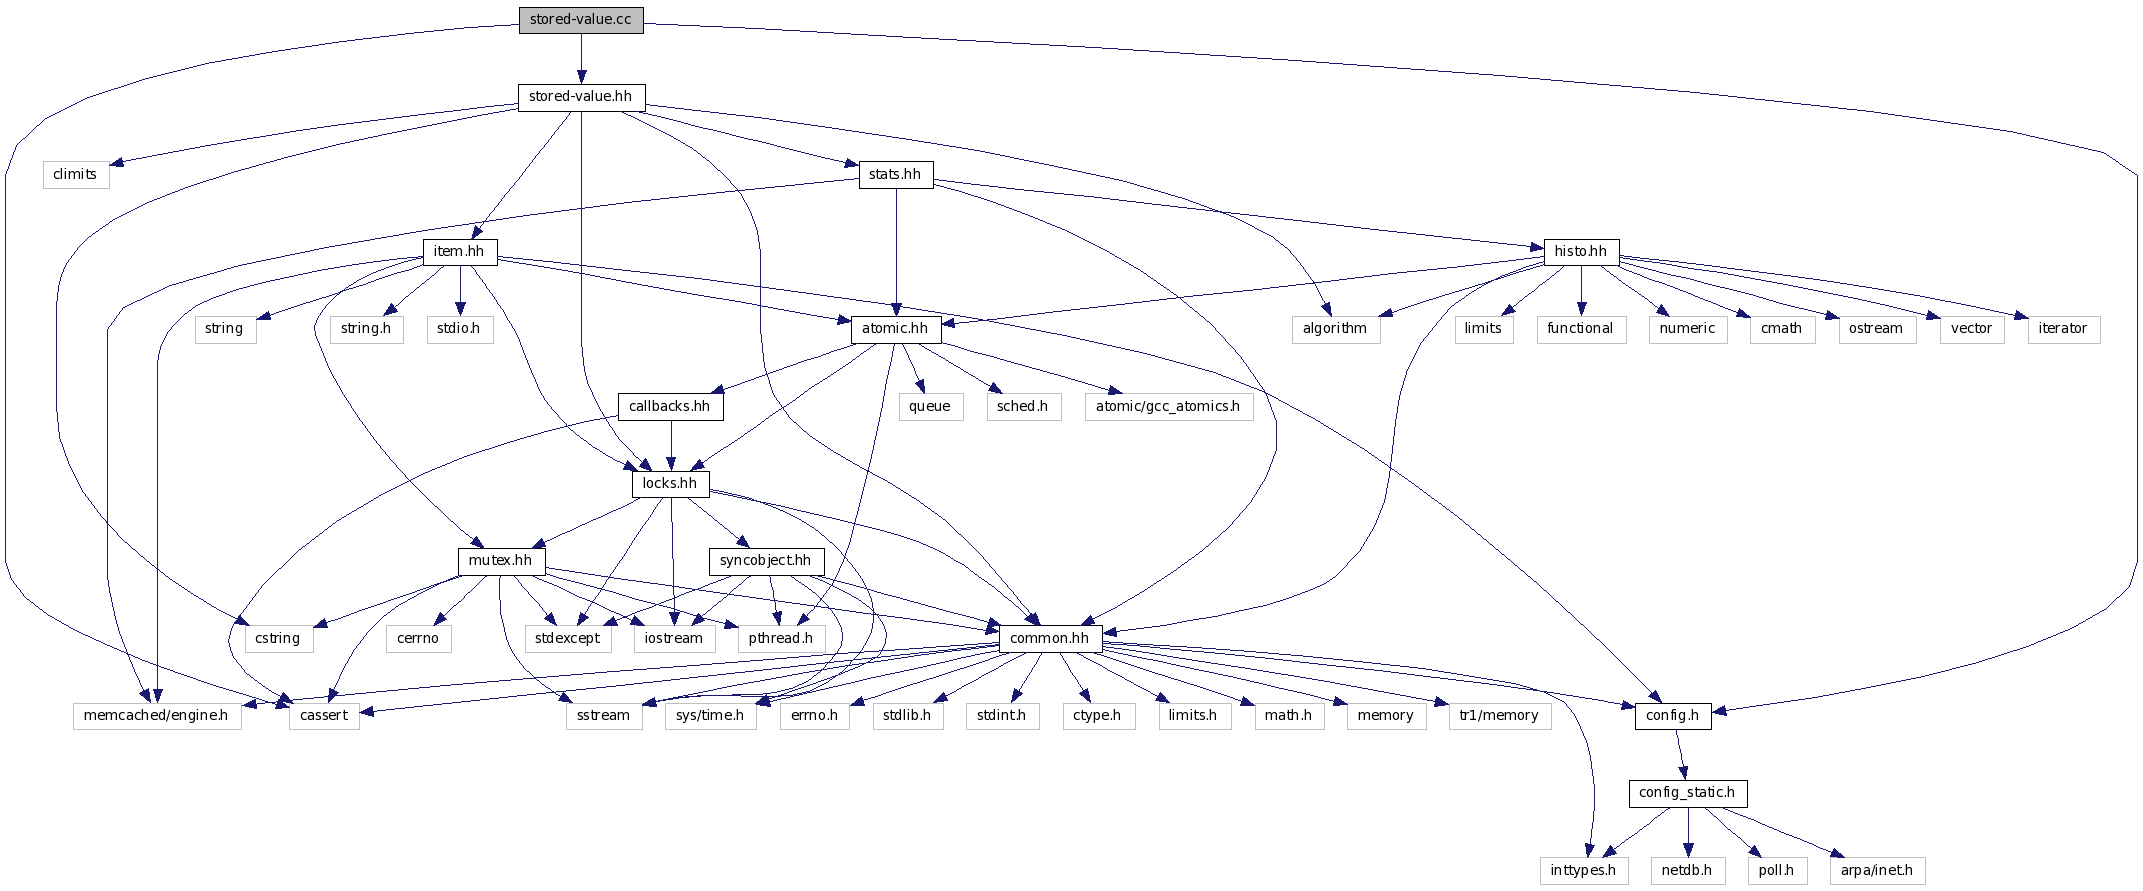 stored-value.cc
stored-value.hh
climits
stats.hh
item.hh
histo.hh
string
string.h
stdio.h
atomic.hh
algorithm
limits
functional
numeric
cmath
ostream
vector
iterator
callbacks.hh
queue
sched.h
atomic/gcc_atomics.h
locks.hh
mutex.hh
syncobject.hh
cstring
cerrno
stdexcept
iostream
pthread.h
common.hh
memcached/engine.h
cassert
sstream
sys/time.h
errno.h
stdlib.h
stdint.h
ctype.h
limits.h
math.h
memory
tr1/memory
config.h
config_static.h
inttypes.h
netdb.h
poll.h
arpa/inet.h